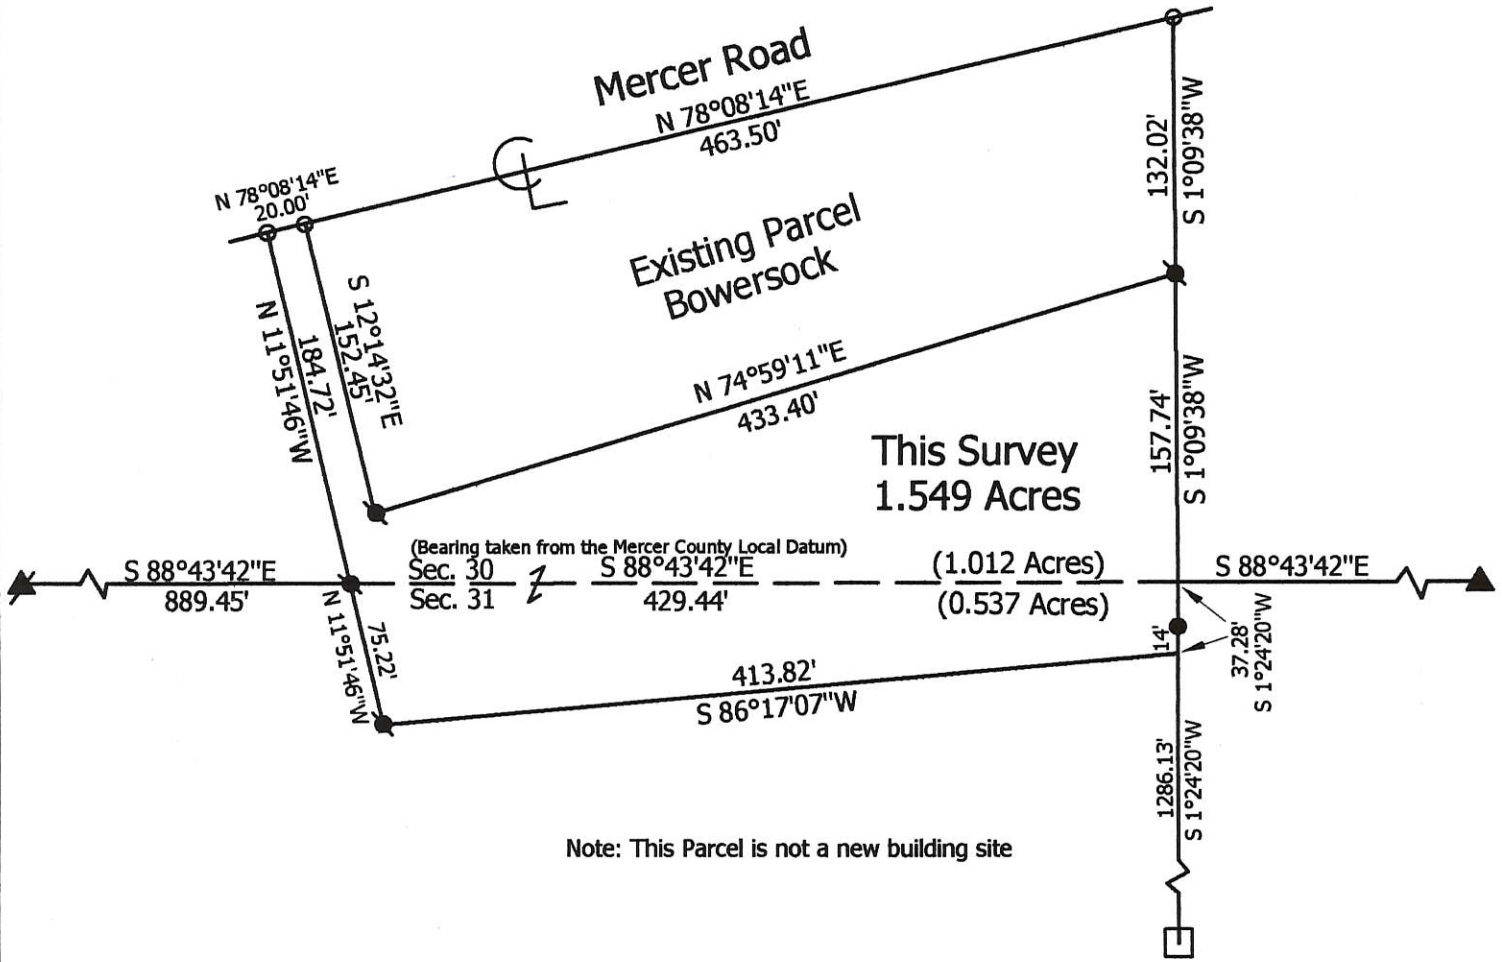 Mercer Road
N 78°08'14"E
463.50'
N 78°08'14"E
20.00'
132.02'
S 1°09'38"W
Existing Parcel
Bowersock
S 12°14'32"E
152.45'
184.72'
N 11°51'46"W
N 74°59'11"E
433.40'
157.74'
S 1°09'38"W
This Survey
1.549 Acres
(Bearing taken from the Mercer County Local Datum)
S 88°43'42"E
889.45'
Sec. 30
Sec. 31
S 88°43'42"E
429.44'
(1.012 Acres)
(0.537 Acres)
S 88°43'42"E
75.22'
N 11°51'46"W
14'
37.28'
S 1°24'20"W
413.82'
S 86°17'07"W
1286.13'
S 1°24'20"W
Note: This Parcel is not a new building site